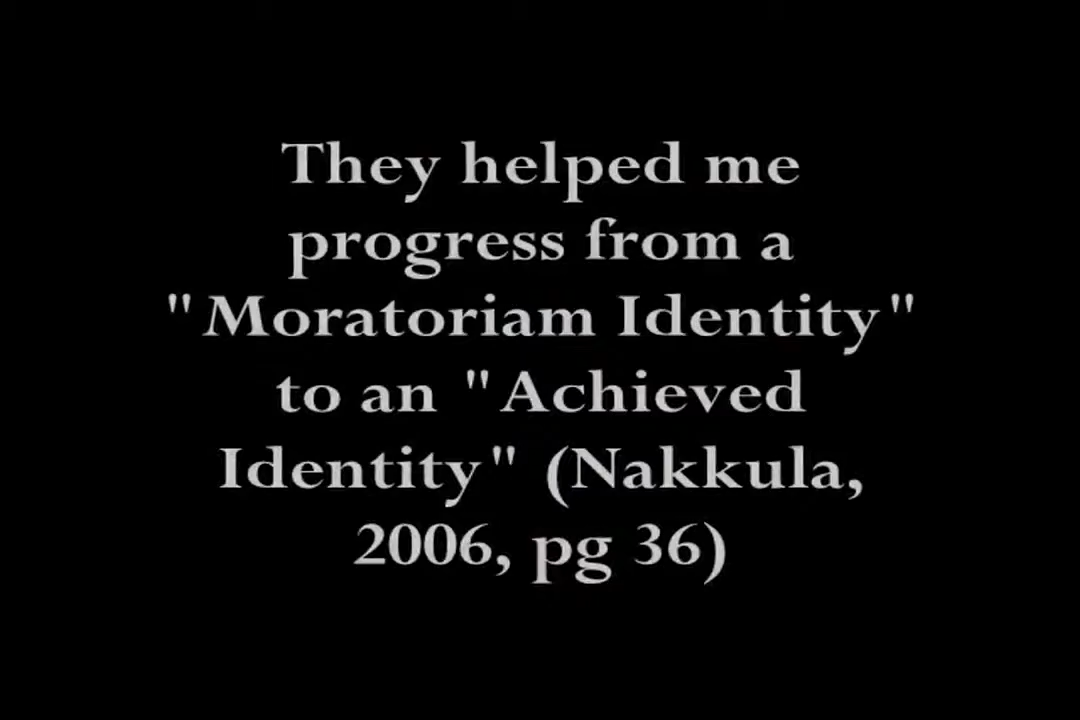 They helped me
progress from a
"Moratoriam Identity"
to an "Achieved
Identity" (Nakkula,
2006, pg 36)